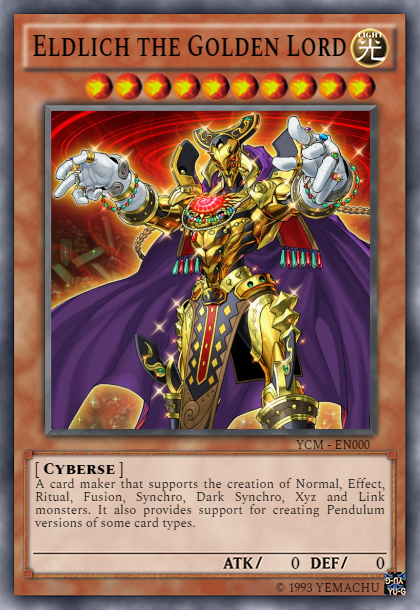 ELDLICH THE GOLDEN LORD
LIGHT
光
YCM - EN000
[ CYBERSE ]
A card maker that supports the creation of Normal, Effect,
Ritual, Fusion, Synchro, Dark Synchro, Xyz and Link
monsters. It also provides support for creating Pendulum
versions of some card types.
ATK/ 0 DEF/ 0
© 1993 YEMACHU